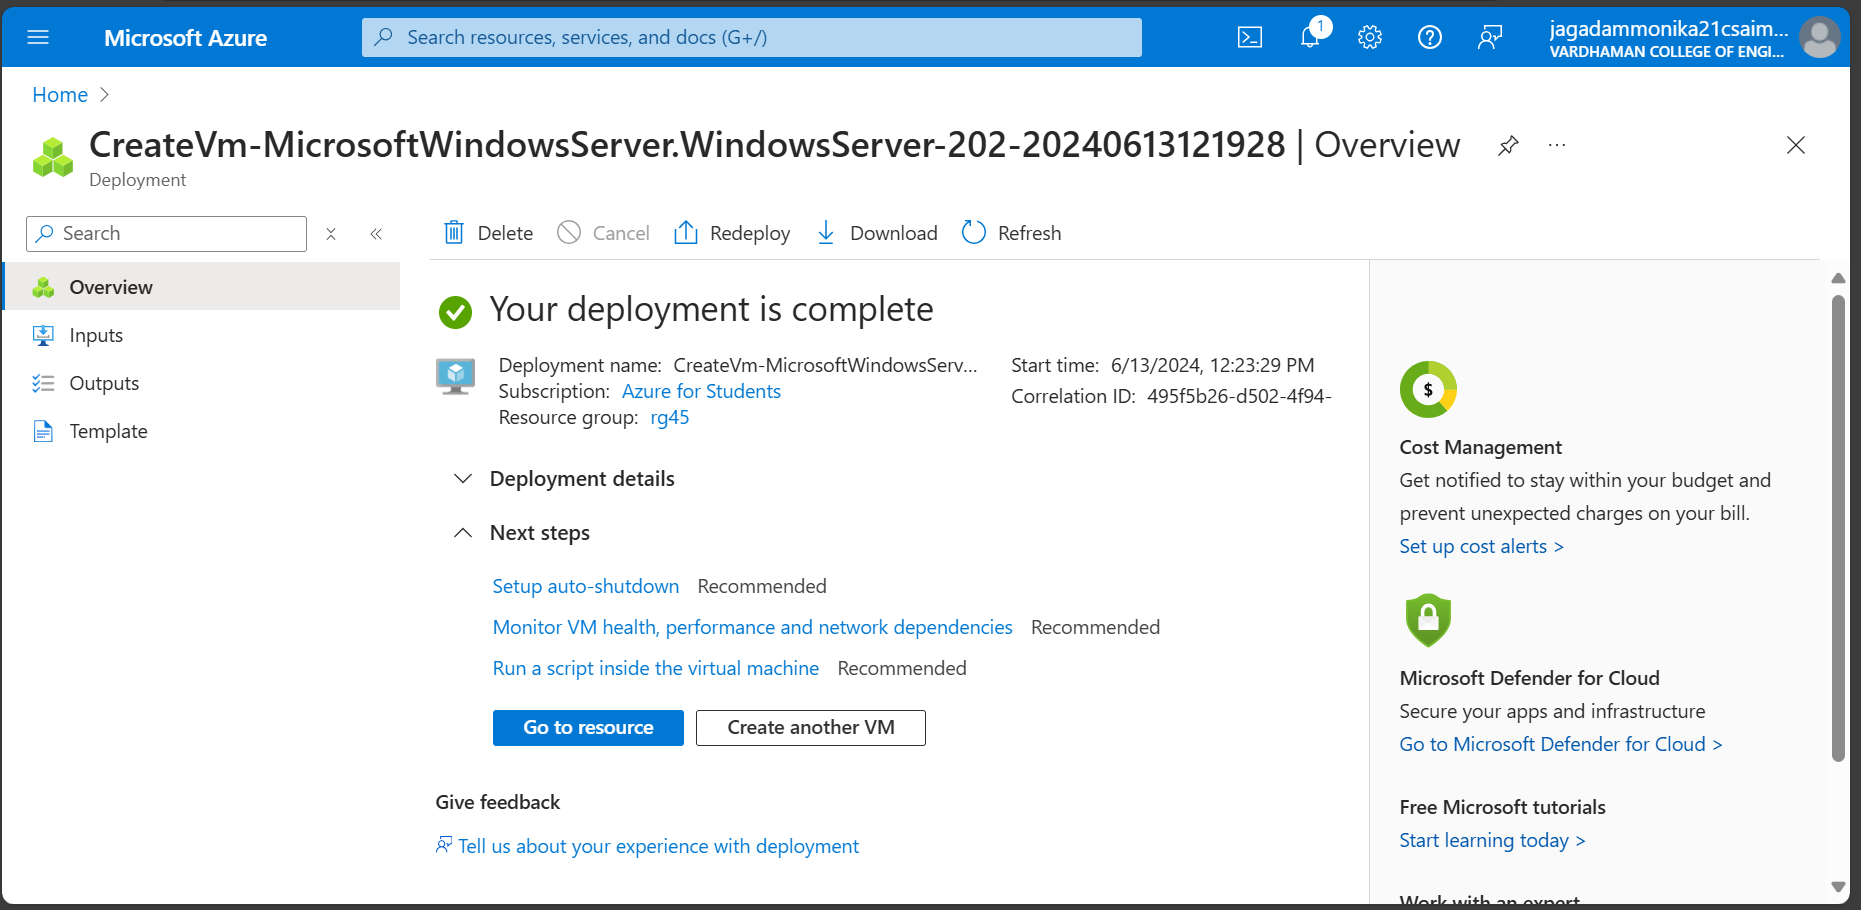 Microsoft Azure
Search resources, services, and docs (G+/)
1
jagadammonika21csaim...
VARDHAMAN COLLEGE OF ENGI...
Home
CreateVm-MicrosoftWindowsServer.WindowsServer-202-20240613121928 | Overview
Deployment
Search
Overview
Inputs
Outputs
Template
Delete
Cancel
Redeploy
Download
Refresh
Your deployment is complete
Deployment name: CreateVm-MicrosoftWindowsServ...
Subscription: Azure for Students
Resource group: rg45
Start time: 6/13/2024, 12:23:29 PM
Correlation ID: 495f5b26-d502-4f94-
Deployment details
Next steps
Setup auto-shutdown Recommended
Monitor VM health, performance and network dependencies Recommended
Run a script inside the virtual machine Recommended
Go to resource
Create another VM
Give feedback
Tell us about your experience with deployment
$
Cost Management
Get notified to stay within your budget and
prevent unexpected charges on your bill.
Set up cost alerts >
Microsoft Defender for Cloud
Secure your apps and infrastructure
Go to Microsoft Defender for Cloud >
Free Microsoft tutorials
Start learning today >
Work with an expert